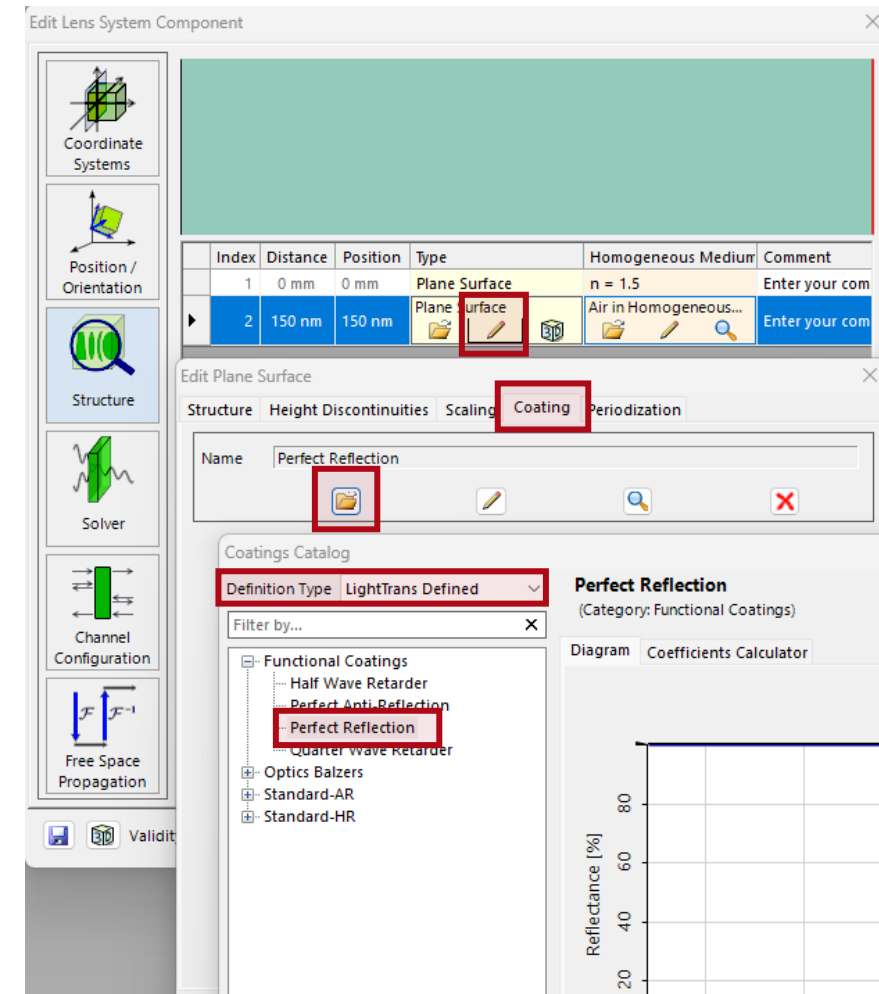 Edit Lens System Component
Coordinate
Systems
Position /
Orientation
Structure
Solver
Channel
Configuration
Free Space
Propagation
Index Distance Position Type Homogeneous Medium Comment
1 0 mm 0 mm Plane Surface n = 1.5 Enter your com
2 150 nm 150 nm Plane Surface Air in Homogeneous... Enter your com
3D
Edit Plane Surface
Structure Height Discontinuities Scaling Coating Periodization
Name Perfect Reflection
Coatings Catalog
Definition Type LightTrans Defined
Filter by...
Functional Coatings
Half Wave Retarder
Perfect Anti-Reflection
Perfect Reflection
Quarter Wave Retarder
Optics Balzers
Standard-AR
Standard-HR
Perfect Reflection
(Category: Functional Coatings)
Diagram Coefficients Calculator
Reflectance [%]
80
60
40
20
ℱ ℱ⁻¹
3D Validit